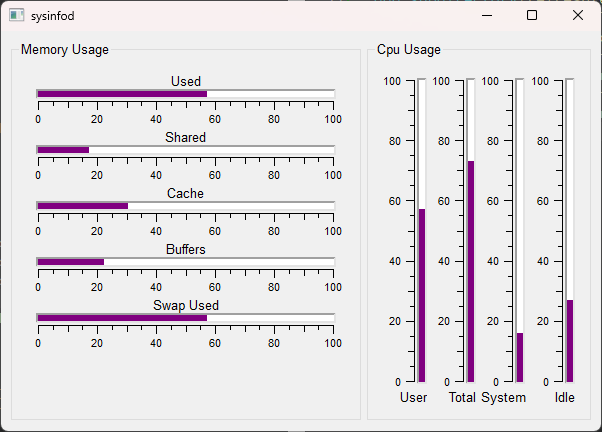 sysinfod
Memory Usage
Used
0 20 40 60 80 100
Shared
0 20 40 60 80 100
Cache
0 20 40 60 80 100
Buffers
0 20 40 60 80 100
Swap Used
0 20 40 60 80 100
Cpu Usage
100 100 100 100
80 80 80 80
60 60 60 60
40 40 40 40
20 20 20 20
0 0 0 0
User Total System Idle